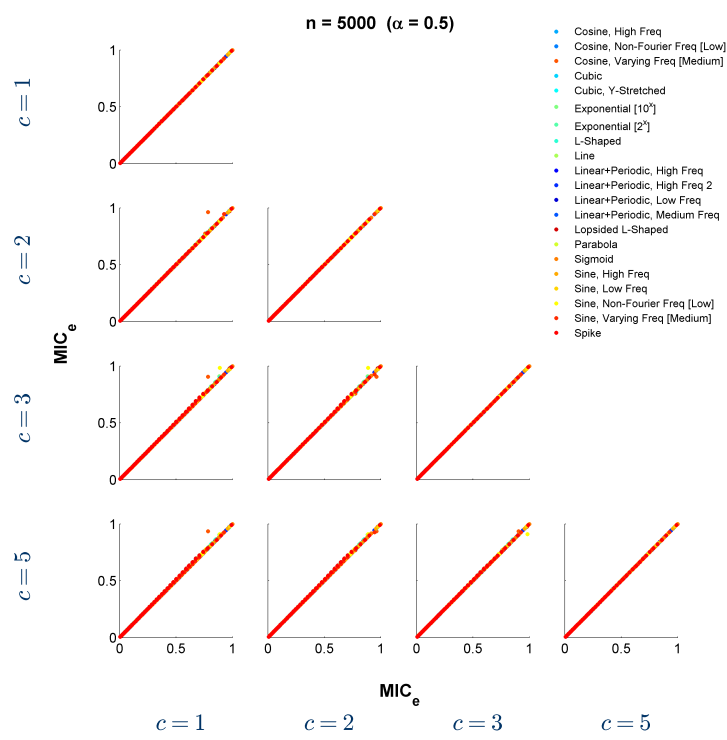 n = 5000 (α = 0.5)
Cosine, High Freq
Cosine, Non-Fourier Freq [Low]
Cosine, Varying Freq [Medium]
Cubic
Cubic, Y-Stretched
Exponential [10^x]
Exponential [2^x]
L-Shaped
Line
Linear+Periodic, High Freq
Linear+Periodic, High Freq 2
Linear+Periodic, Low Freq
Linear+Periodic, Medium Freq
Lopsided L-Shaped
Parabola
Sigmoid
Sine, High Freq
Sine, Low Freq
Sine, Non-Fourier Freq [Low]
Sine, Varying Freq [Medium]
Spike
c = 1
1
0.5
0
c = 2
1
0.5
0
MIC_e
c = 3
1
0.5
0
c = 5
1
0.5
0
0 0.5 1 0 0.5 1 0 0.5 1 0 0.5 1
MIC_e
c = 1 c = 2 c = 3 c = 5